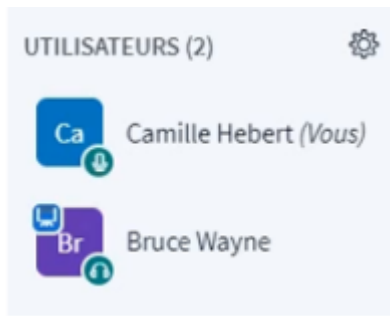 UTILISATEURS (2)
Ca
Camille Hebert (Vous)
Br
Bruce Wayne